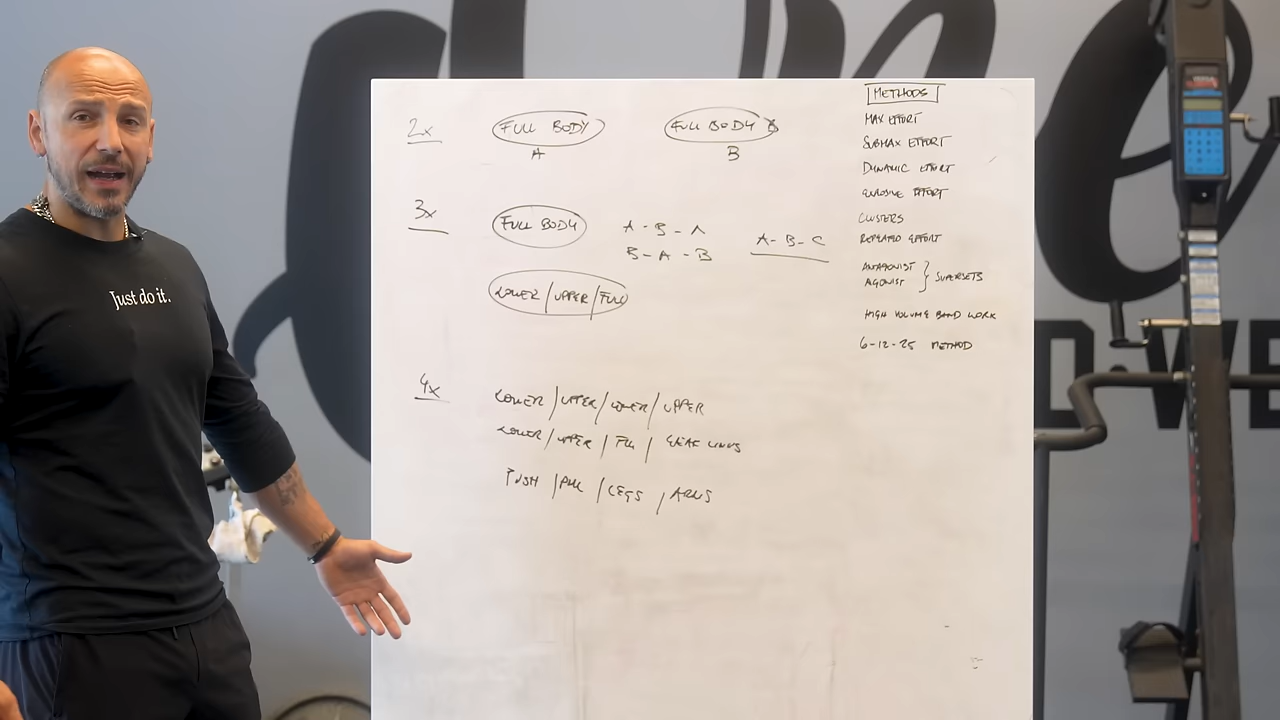 Just do it.
2x FULL BODY FULL BODY
A B
3x FULL BODY A - B - A
B - A - B
A - B - C
LOWER / UPPER / FULL
4x LOWER / UPPER / LOWER / UPPER
LOWER / UPPER / FULL /
PUSH / PULL / LEGS / ARMS
METHODS
MAX EFFORT
SUBMAX EFFORT
DYNAMIC EFFORT
EXPLOSIVE EFFORT
CLUSTERS
REPEATED EFFORT
ANTAGONIST
AGONIST } SUPERSETS
HIGH VOLUME BAND WORK
6-12-25 METHOD